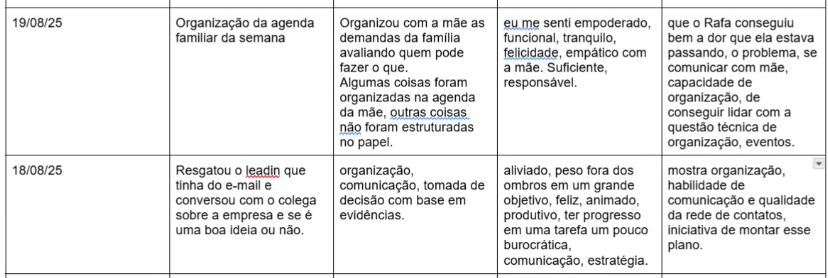 19/08/25
Organização da agenda
familiar da semana
Organizou com a mãe as
demandas da família
avaliando quem pode
fazer o que.
Algumas coisas foram
organizadas na agenda
da mãe, outras coisas
não foram estruturadas
no papel.
eu me senti empoderado,
funcional, tranquilo,
felicidade, empático com
a mãe. Suficiente,
responsável.
que o Rafa conseguiu
bem a dor que ela estava
passando, o problema, se
comunicar com mãe,
capacidade de
organização, de
conseguir lidar com a
questão técnica de
organização, eventos.
18/08/25
Resgatou o leadin que
tinha do e-mail e
conversou com o colega
sobre a empresa e se é
uma boa ideia ou não.
organização,
comunicação, tomada de
decisão com base em
evidências.
aliviado, peso fora dos
ombros em um grande
objetivo, feliz, animado,
produtivo, ter progresso
em uma tarefa um pouco
burocrática,
comunicação, estratégia.
mostra organização,
habilidade de
comunicação e qualidade
da rede de contatos,
iniciativa de montar esse
plano.